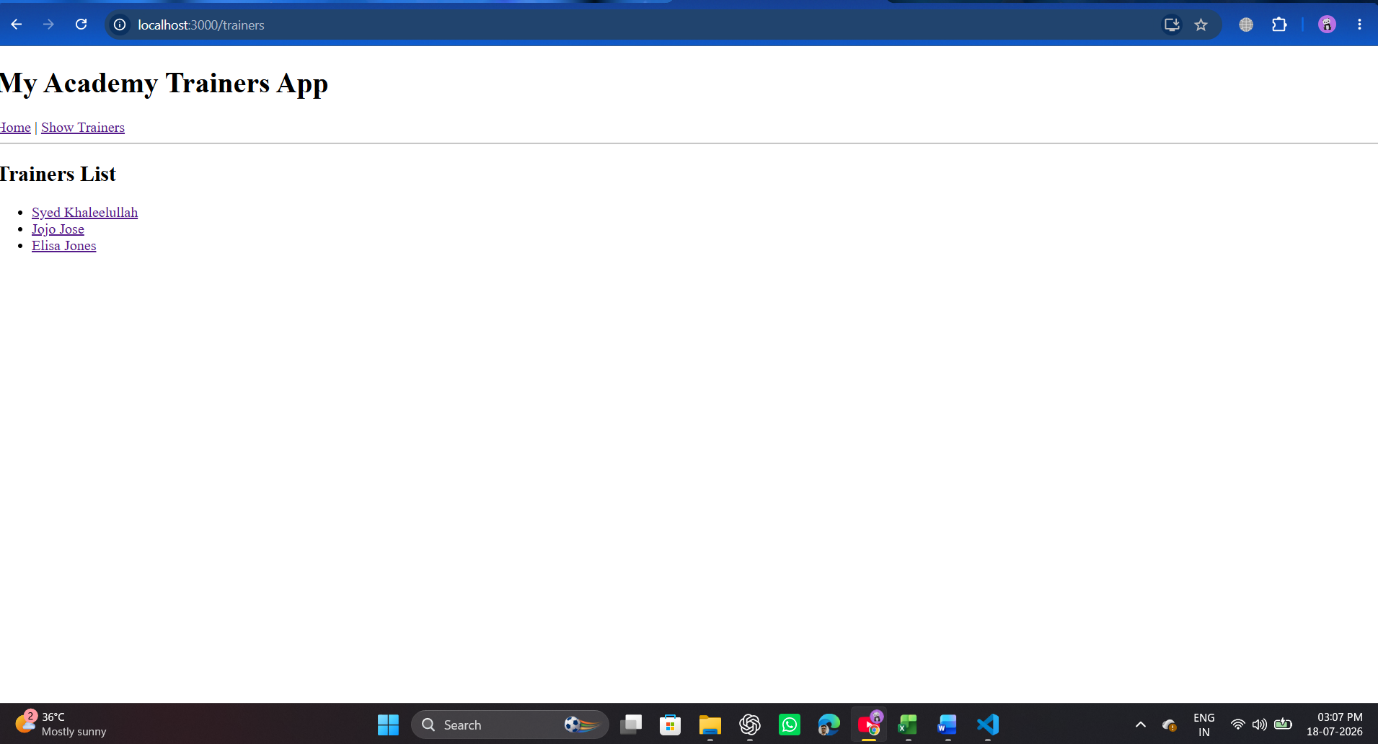 localhost:3000/trainers
My Academy Trainers App
Home | Show Trainers
Trainers List
Syed Khaleelullah
Jojo Jose
Elisa Jones
2
36°C
Mostly sunny
Search
ENG
IN
03:07 PM
18-07-2026